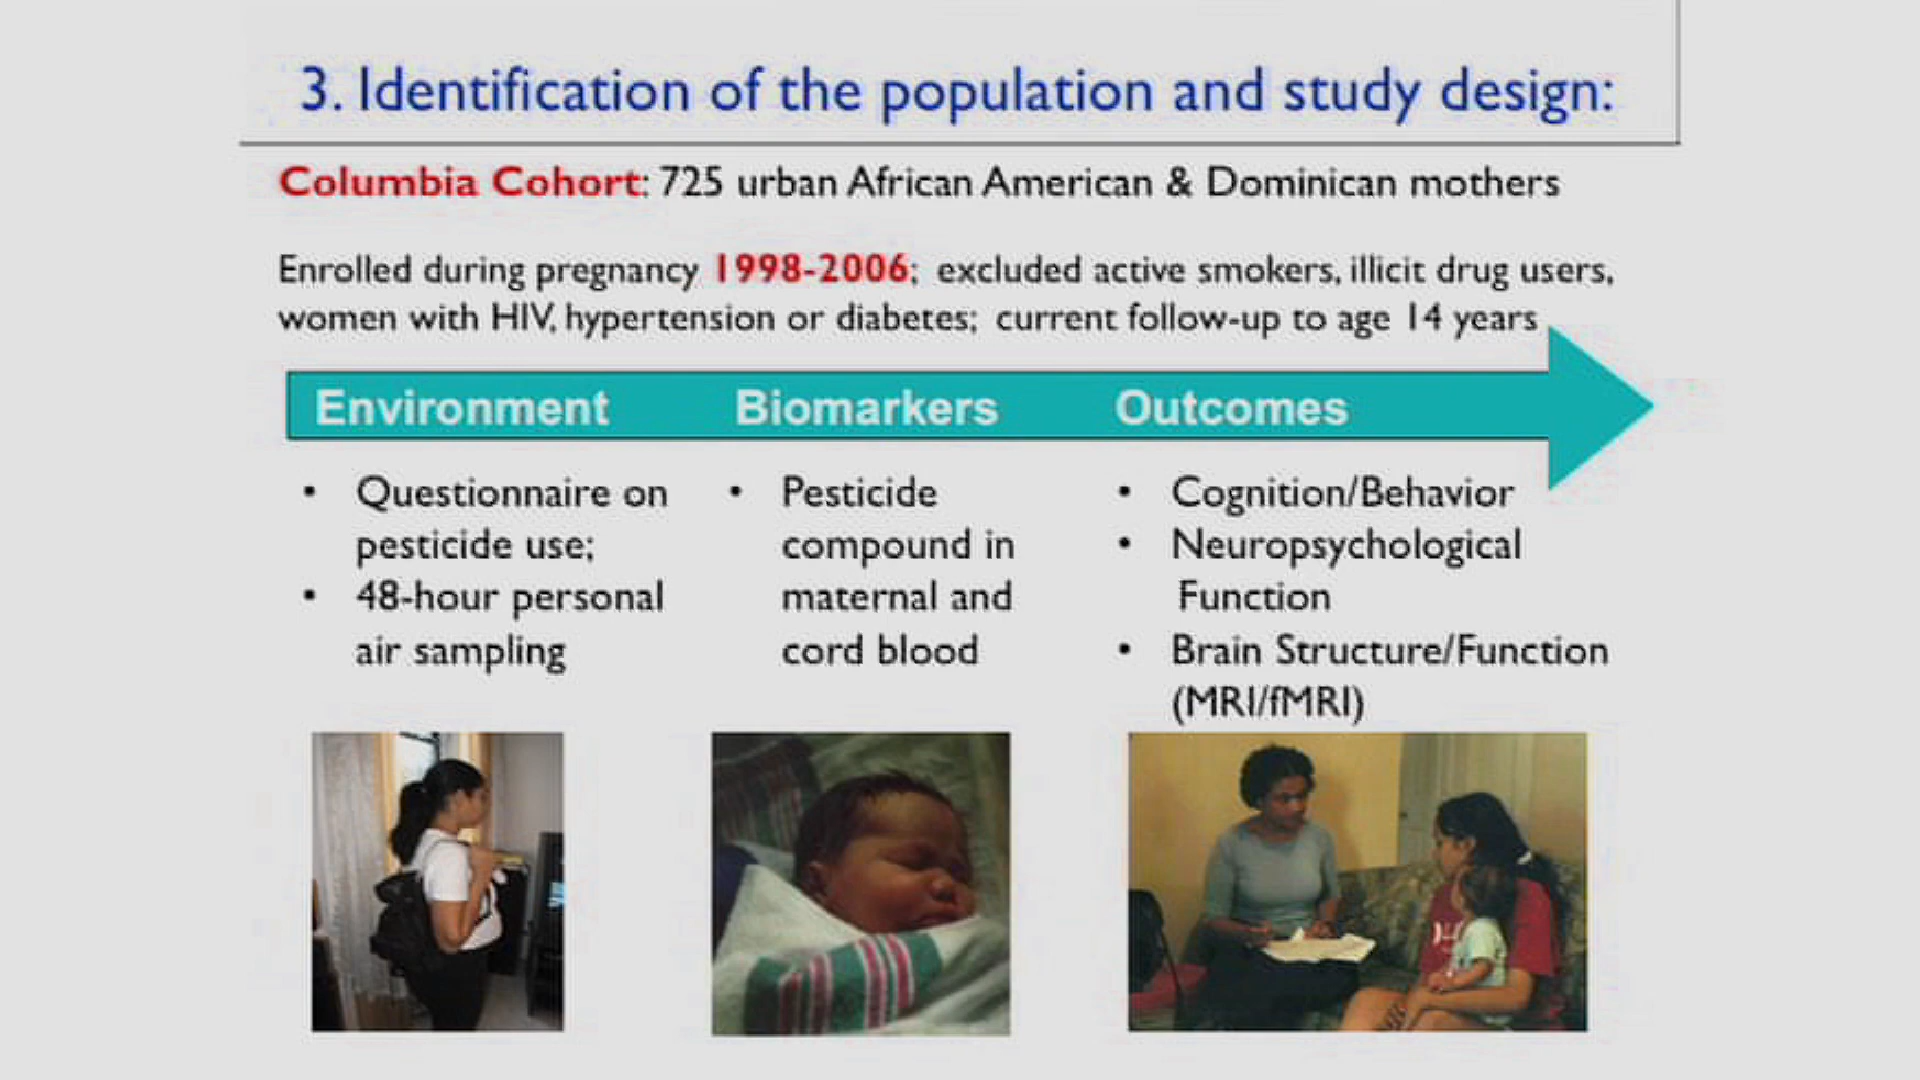 3. Identification of the population and study design:
Columbia Cohort: 725 urban African American & Dominican mothers
Enrolled during pregnancy 1998-2006; excluded active smokers, illicit drug users,
women with HIV, hypertension or diabetes; current follow-up to age 14 years
Environment Biomarkers Outcomes
• Questionnaire on
pesticide use;
• 48-hour personal
air sampling
• Pesticide
compound in
maternal and
cord blood
• Cognition/Behavior
• Neuropsychological
Function
• Brain Structure/Function
(MRI/fMRI)